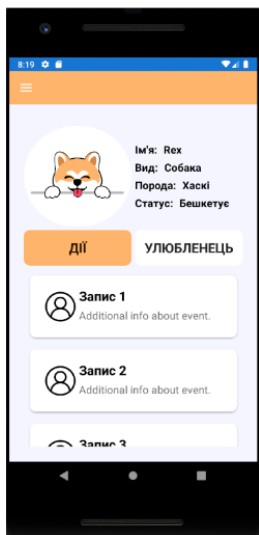 8:19
Ім'я: Rex
Вид: Собака
Порода: Хаскі
Статус: Бешкетує
ДІЇ УЛЮБЛЕНЕЦЬ
Запис 1
Additional info about event.
Запис 2
Additional info about event.
Запис 3